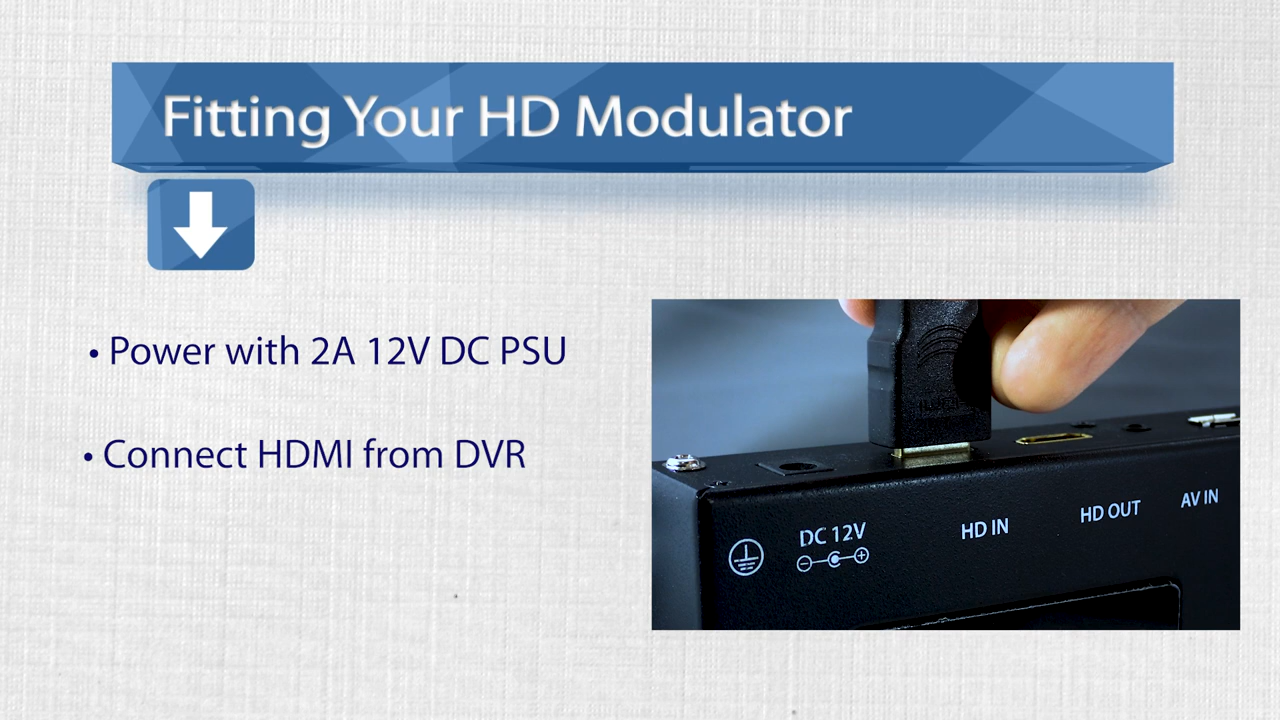 Fitting Your HD Modulator
• Power with 2A 12V DC PSU
• Connect HDMI from DVR
DC 12V
HD IN
HD OUT
AV IN